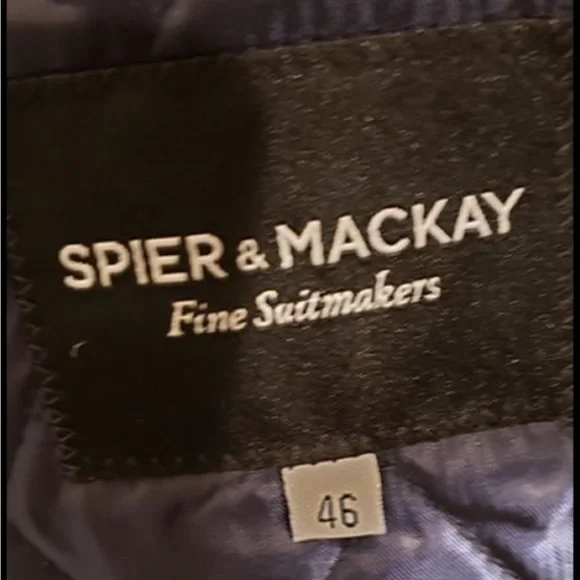 SPIER & MACKAY
Fine Suitmakers
46